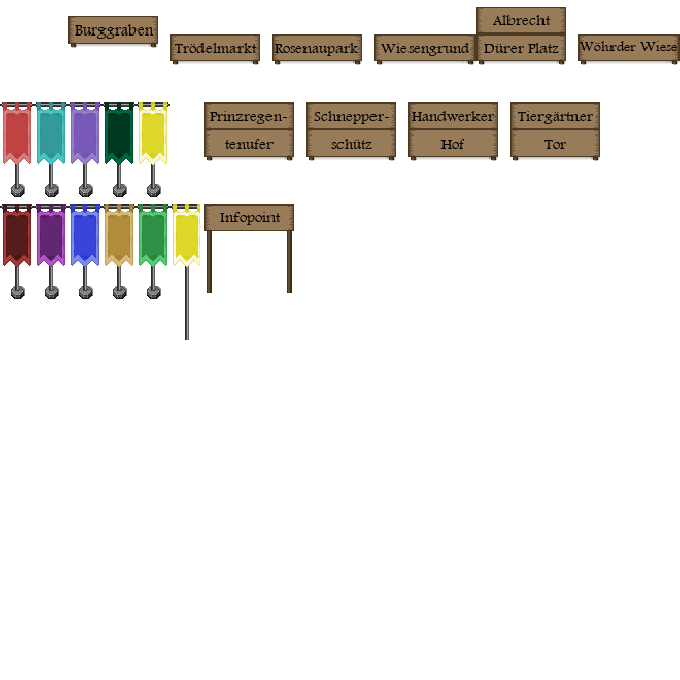 Burggraben
Trödelmarkt
Rosenaupark
Wiesengrund
Albrecht
Dürer Platz
Wöhrder Wiese
Prinzregen-
tenufer
Schnepper-
schütz
Handwerker
Hof
Tiergärtner
Tor
Infopoint